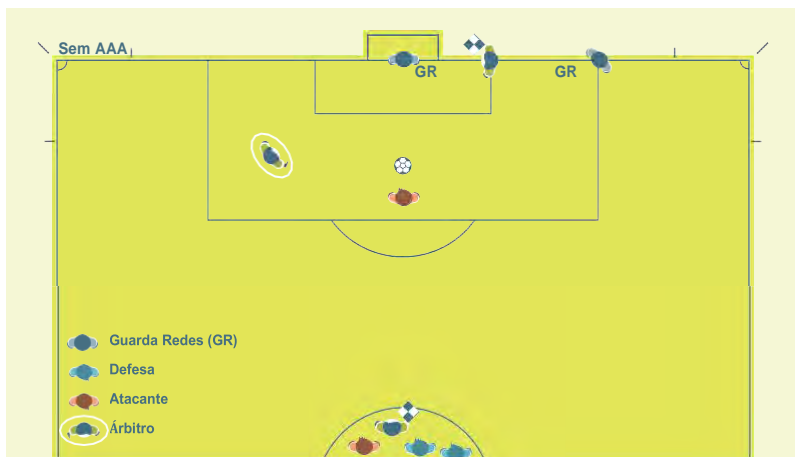 Sem AAA
GR
GR
Guarda Redes (GR)
Defesa
Atacante
Árbitro